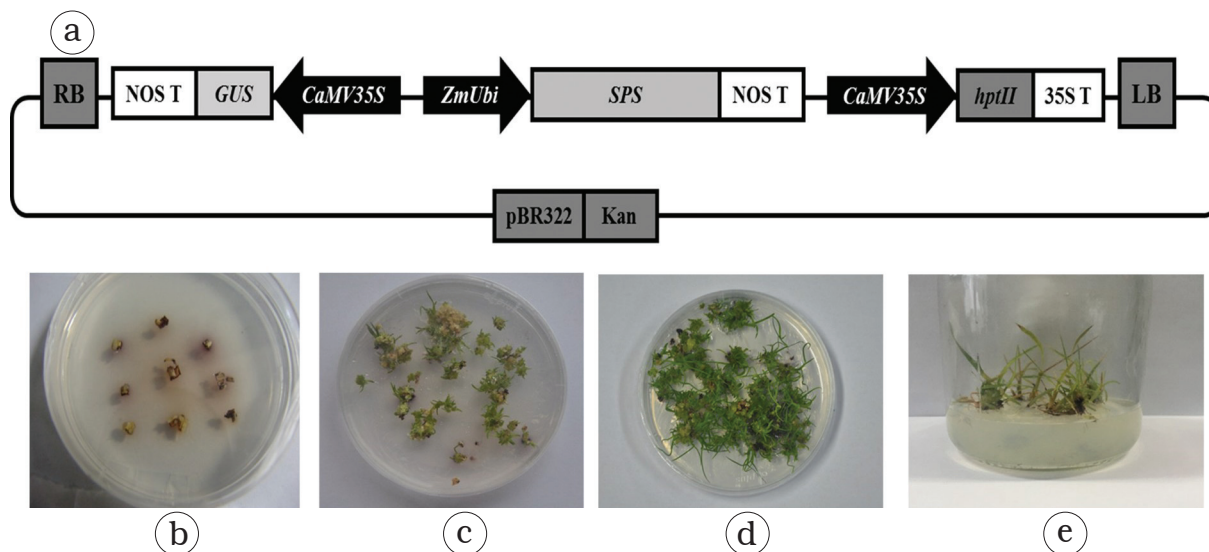 a
RB NOS T GUS CaMV35S ZmUbi SPS NOS T CaMV35S hptII 35S T LB
pBR322 Kan
b c d e